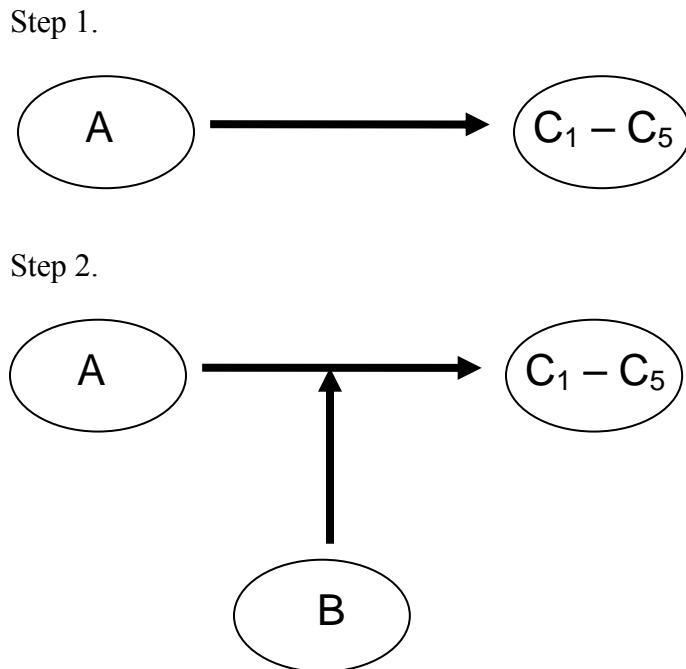 Step 1.
A
C₁ – C₅
Step 2.
A
C₁ – C₅
B